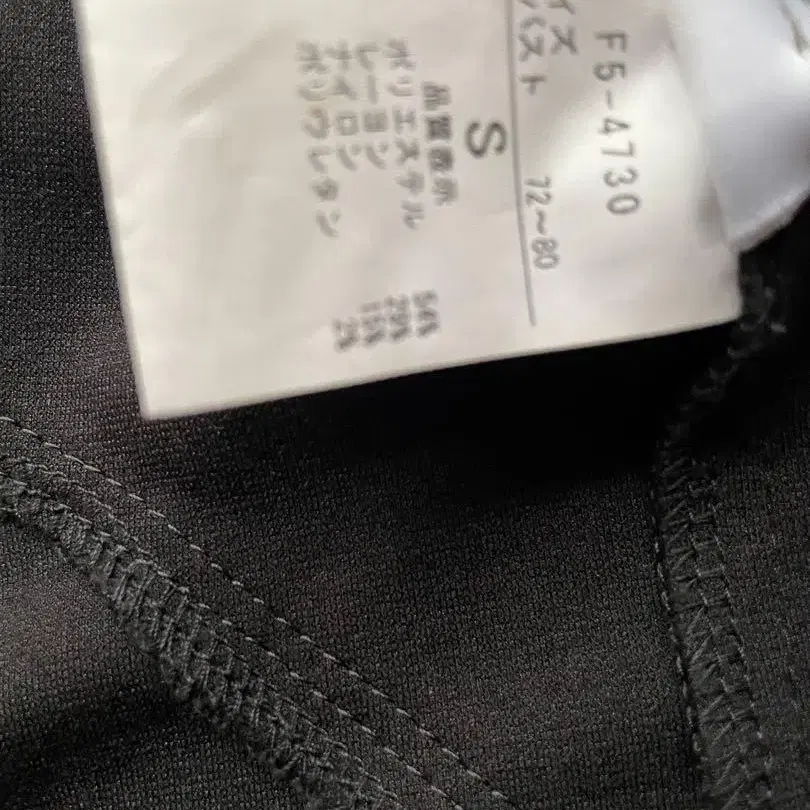 F5-4730
イズ
バスト 72~80
S
品質表示
ポリエステル
レーヨン
ナイロン
ポリウレタン 2%